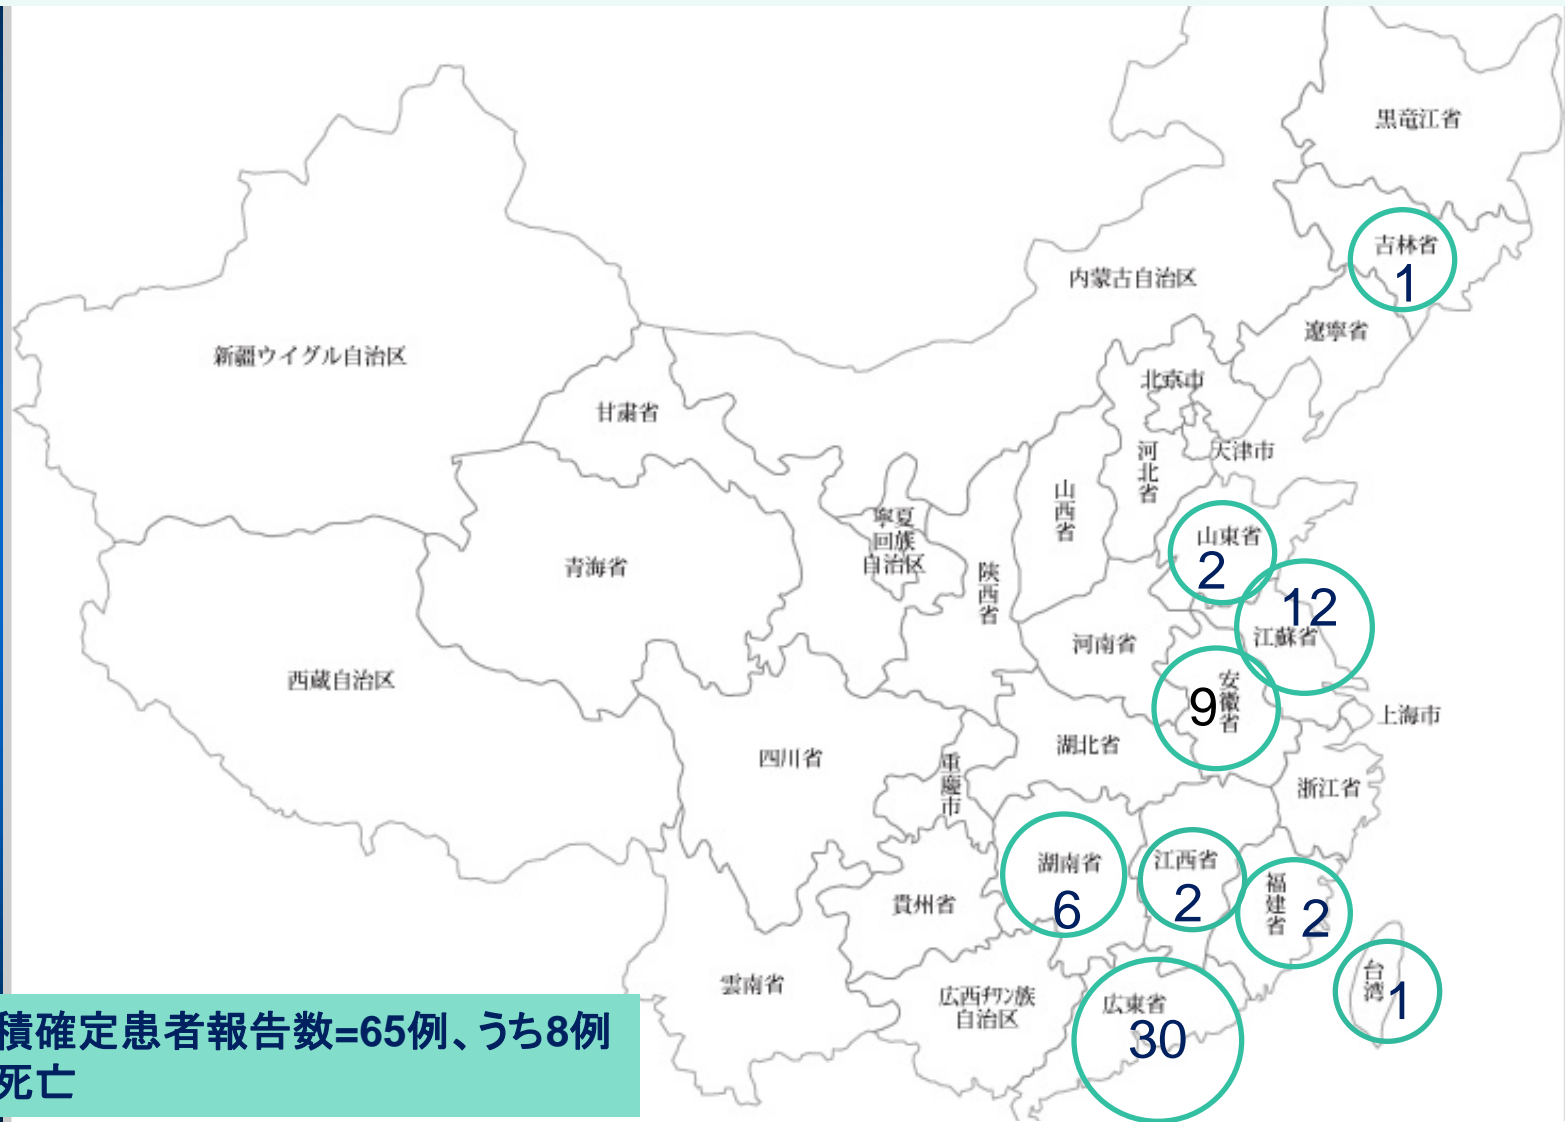 黒竜江省
吉林省
1
内蒙古自治区
遼寧省
新疆ウイグル自治区
北京市
甘粛省
天津市
河北省
山西省
山東省
2
寧夏
回族
自治区
青海省
陝西省
12
江蘇省
河南省
西蔵自治区
安徽省
9
上海市
湖北省
四川省
重慶市
浙江省
湖南省
6
江西省
2
福建省
2
貴州省
雲南省
広西チワン族
自治区
広東省
30
台湾
1
積確定患者報告数=65例、うち8例
死亡